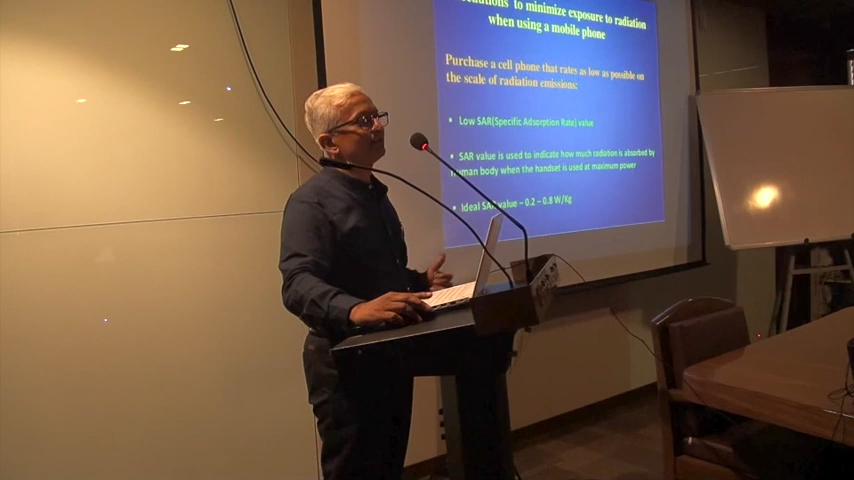 to minimize exposure to radiation
when using a mobile phone
Purchase a cell phone that rates as low as possible on
the scale of radiation emissions:
• Low SAR(Specific Adsorption Rate) value
• SAR value is used to indicate how much radiation is absorbed by
human body when the handset is used at maximum power
• Ideal SAR value – 0.2 – 0.8 W/Kg